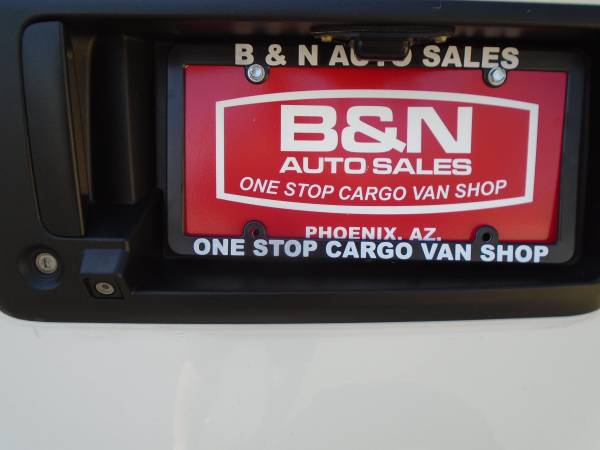 B & N AUTO SALES
B&N
AUTO SALES
ONE STOP CARGO VAN SHOP
PHOENIX, AZ.
ONE STOP CARGO VAN SHOP